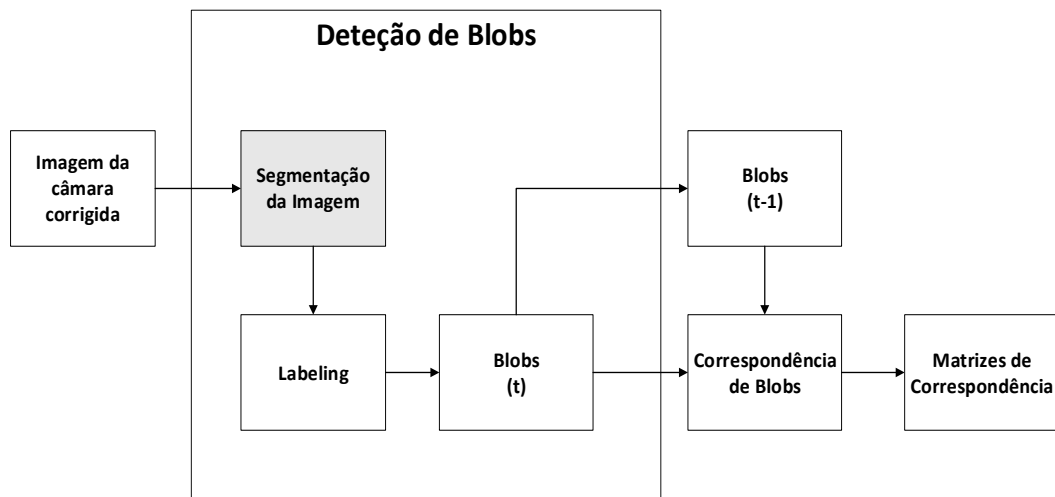 Deteção de Blobs
Imagem da
câmara
corrigida
Segmentação
da Imagem
Blobs
(t-1)
Labeling
Blobs
(t)
Correspondência
de Blobs
Matrizes de
Correspondência